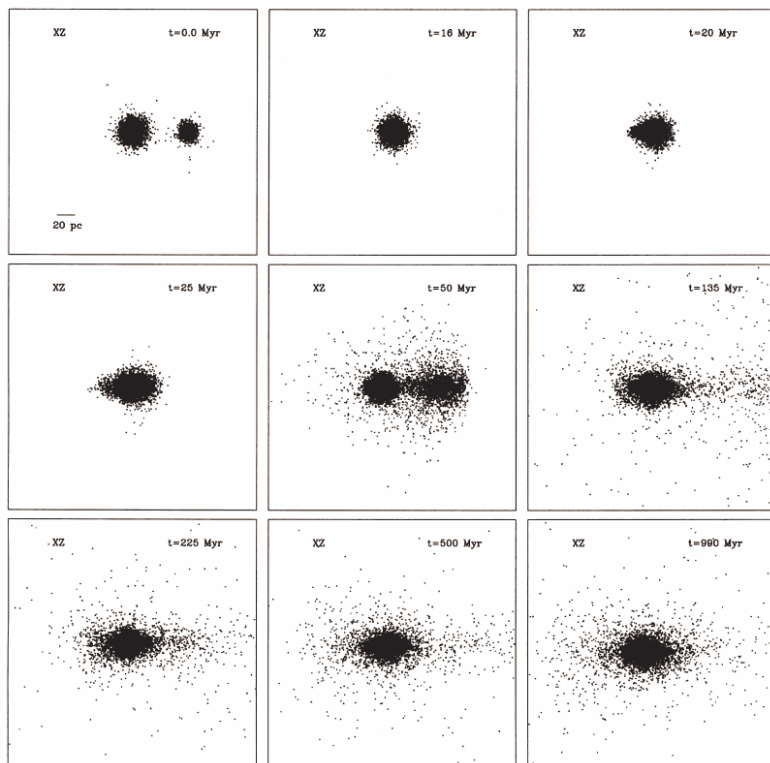 XZ t=0.0 Myr
20 pc
XZ t=16 Myr
XZ t=20 Myr
XZ t=25 Myr
XZ t=50 Myr
XZ t=135 Myr
XZ t=225 Myr
XZ t=500 Myr
XZ t=990 Myr